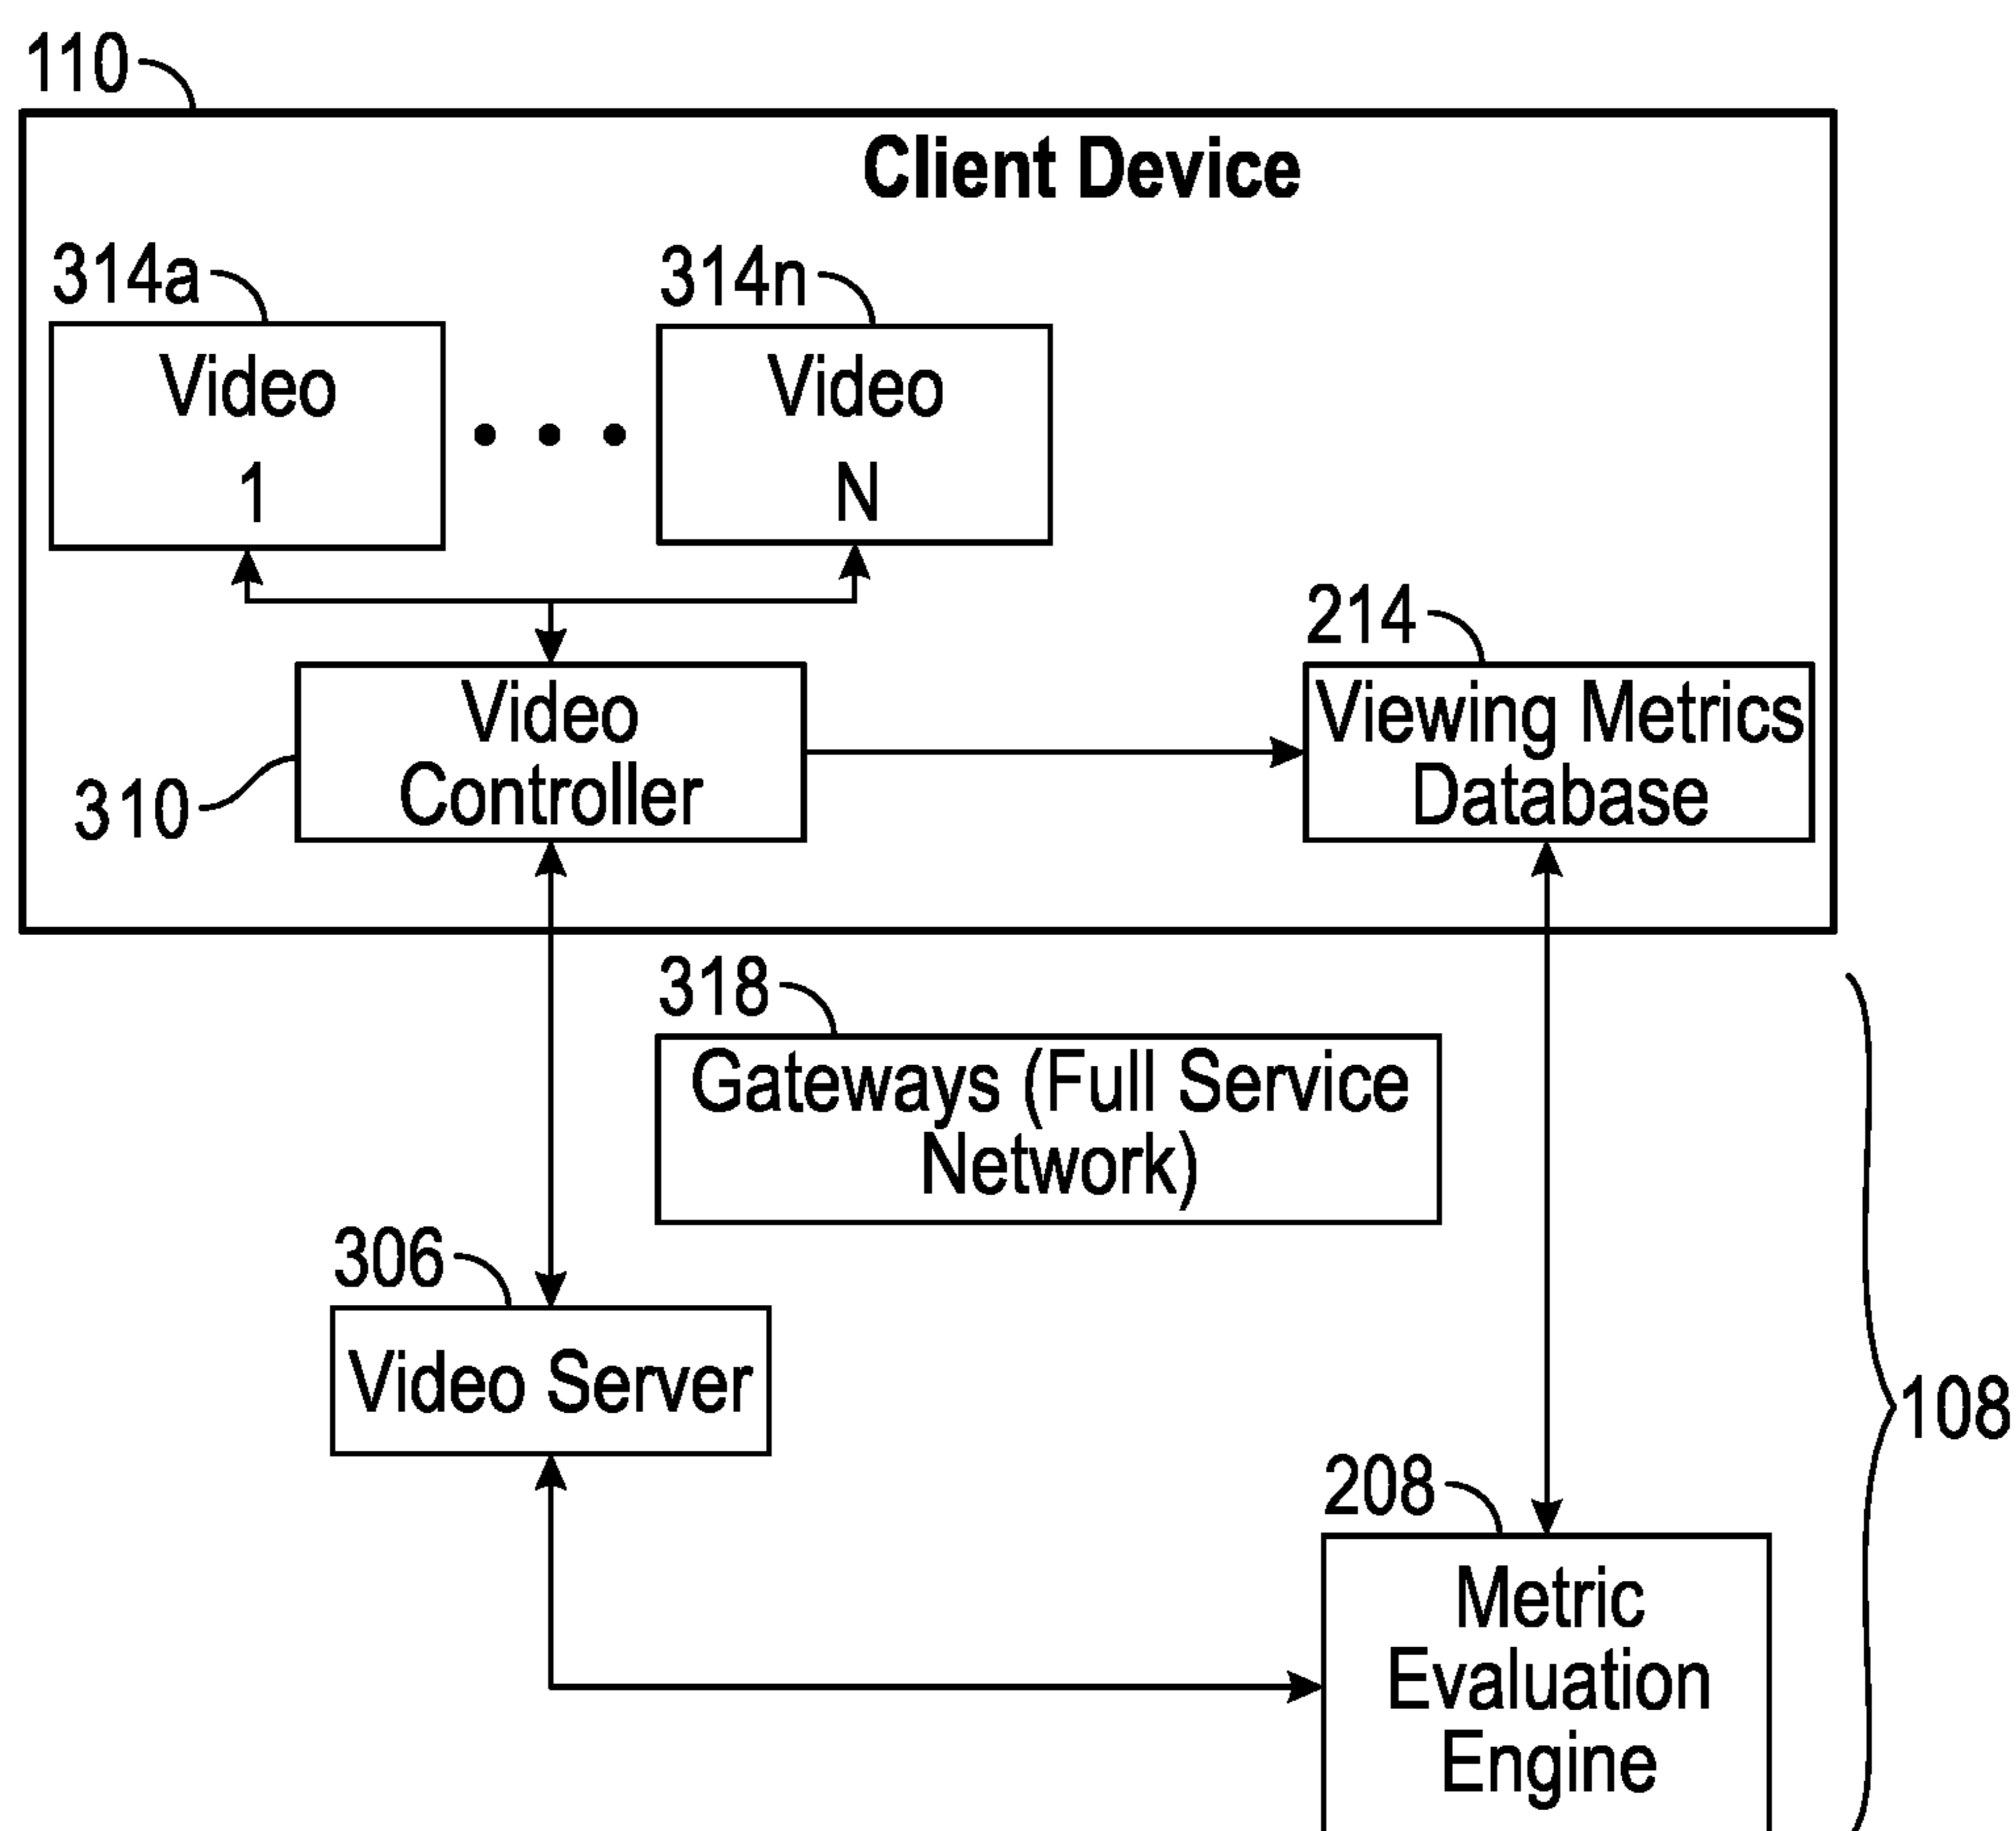 110
Client Device
314a
314n
Video
1
Video
N
214
Video
Controller
Viewing Metrics
Database
310
318
Gateways (Full Service
Network)
306
Video Server
108
208
Metric
Evaluation
Engine